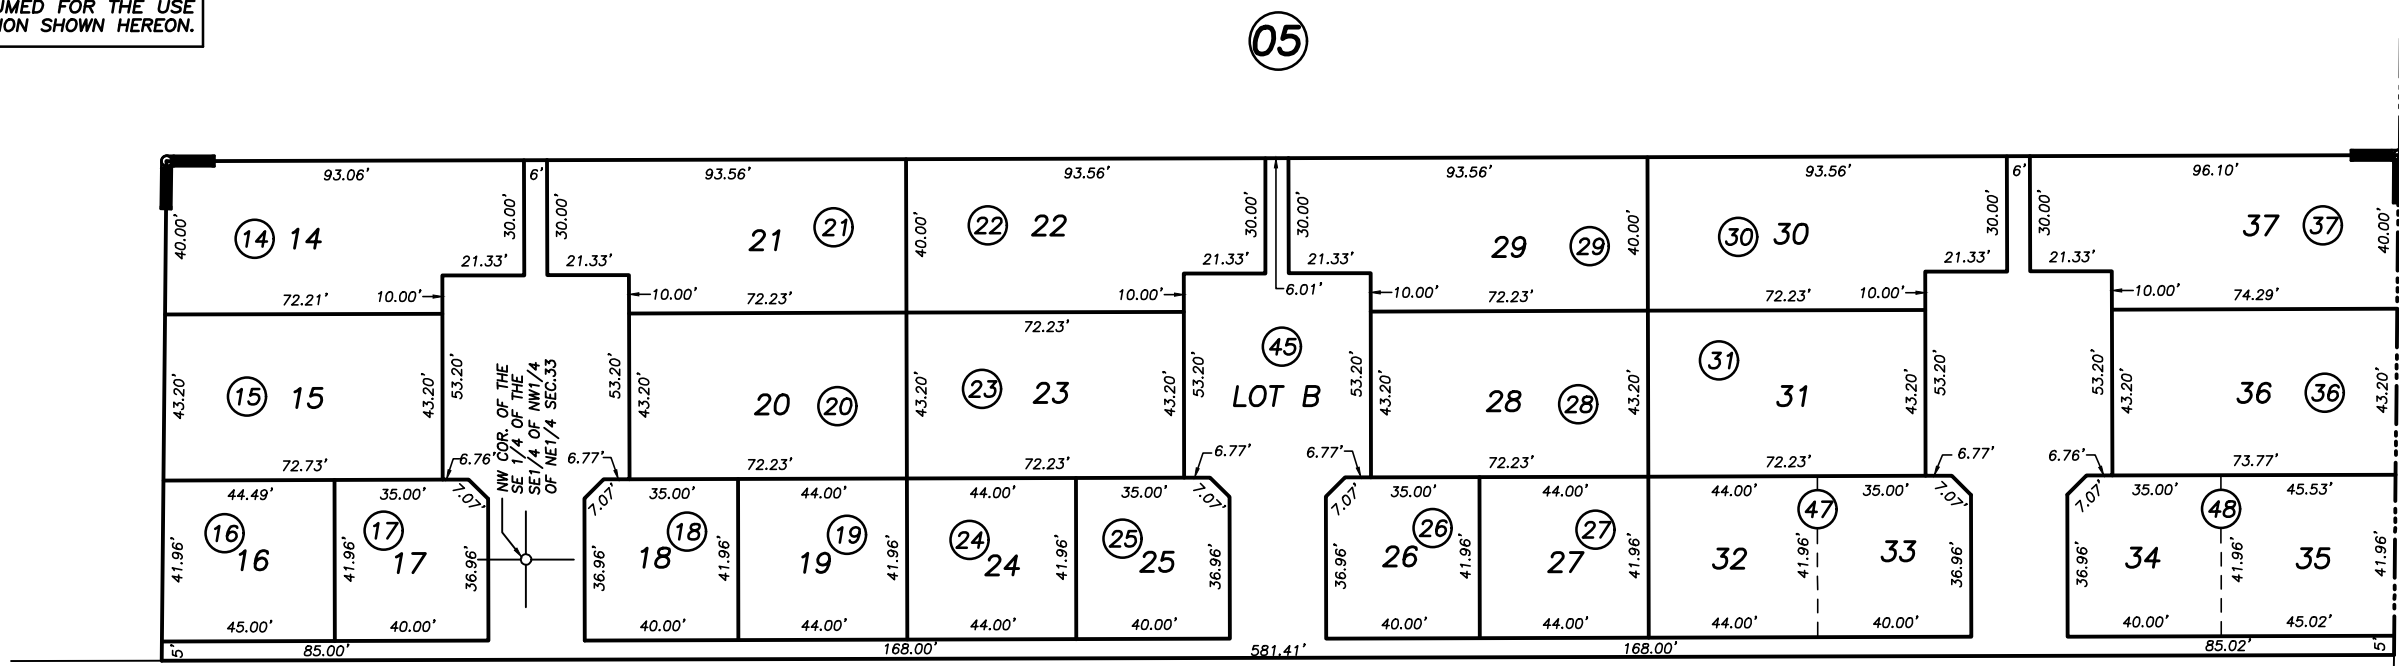 UMED FOR THE USE
ION SHOWN HEREON.
05
93.06' 6' 93.56' 93.56' 93.56' 93.56' 6' 96.10'
40.00' 14 14 30.00' 30.00' 21 21 40.00' 22 22 30.00' 30.00' 29 29 40.00' 30 30 30.00' 30.00' 37 37 40.00'
21.33' 21.33' 21.33' 21.33' 21.33' 21.33'
72.21' 10.00' 10.00' 72.23' 10.00' 6.01' 10.00' 72.23' 72.23' 10.00' 10.00' 74.29'
72.23'
45
LOT B
43.20' 15 15 43.20' 53.20' 53.20' 43.20' 20 20 43.20' 23 23 43.20' 53.20' 53.20' 43.20' 28 28 43.20' 31 31 43.20' 53.20' 53.20' 43.20' 36 36 43.20'
NW COR. OF THE
SE 1/4 OF THE
SE1/4 OF NW1/4
OF NE1/4 SEC.33
72.73' 6.76' 6.77' 72.23' 72.23' 6.77' 6.77' 72.23' 72.23' 6.77' 6.76' 73.77'
44.49' 35.00' 7.07' 7.07' 35.00' 44.00' 44.00' 35.00' 7.07' 7.07' 35.00' 44.00' 44.00' 35.00' 7.07' 7.07' 35.00' 45.53'
16 17 18 19 24 25 26 27 47 48
41.96' 16 41.96' 17 36.96' 36.96' 18 41.96' 19 41.96' 24 41.96' 25 36.96' 36.96' 26 41.96' 27 41.96' 32 41.96' 33 36.96' 36.96' 34 41.96' 35 41.96'
45.00' 40.00' 40.00' 44.00' 44.00' 40.00' 40.00' 44.00' 44.00' 40.00' 40.00' 45.02'
5' 85.00' 168.00' 581.41' 168.00' 85.02' 5'